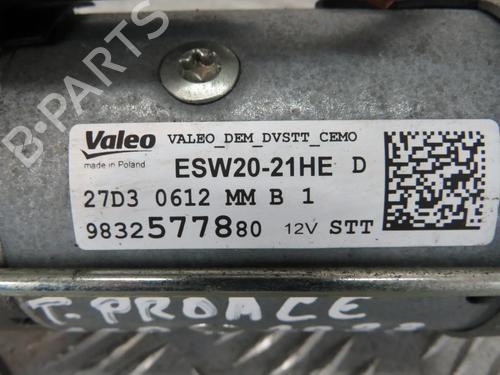 B-PARTS
Valeo VALEO_DEM_DVSTT_CEMO
made in Poland
ESW20-21HE D
27D3 0612 MM B 1
9832577880 12V STT
T. PROACE